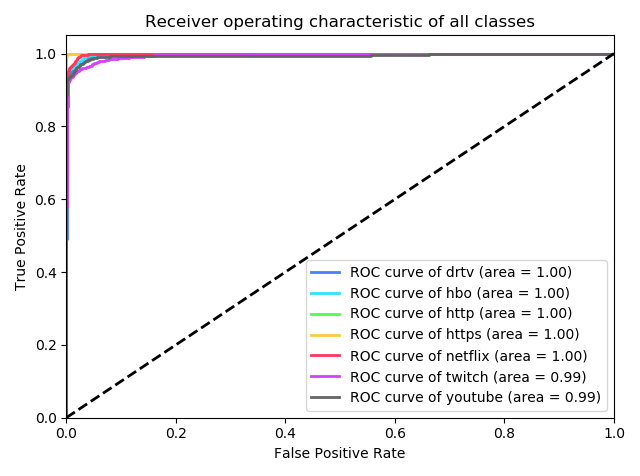 Receiver operating characteristic of all classes
True Positive Rate
1.0
0.8
0.6
0.4
0.2
0.0
ROC curve of drtv (area = 1.00)
ROC curve of hbo (area = 1.00)
ROC curve of http (area = 1.00)
ROC curve of https (area = 1.00)
ROC curve of netflix (area = 1.00)
ROC curve of twitch (area = 0.99)
ROC curve of youtube (area = 0.99)
0.0 0.2 0.4 0.6 0.8 1.0
False Positive Rate